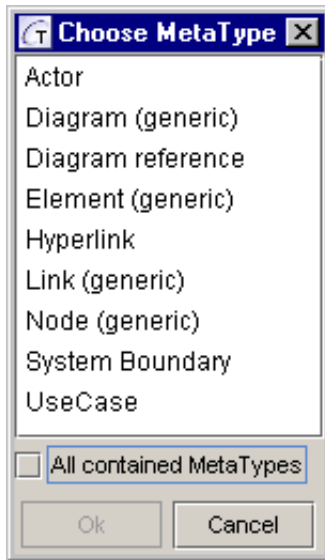 Choose MetaType
Actor
Diagram (generic)
Diagram reference
Element (generic)
Hyperlink
Link (generic)
Node (generic)
System Boundary
UseCase
All contained MetaTypes
Ok Cancel